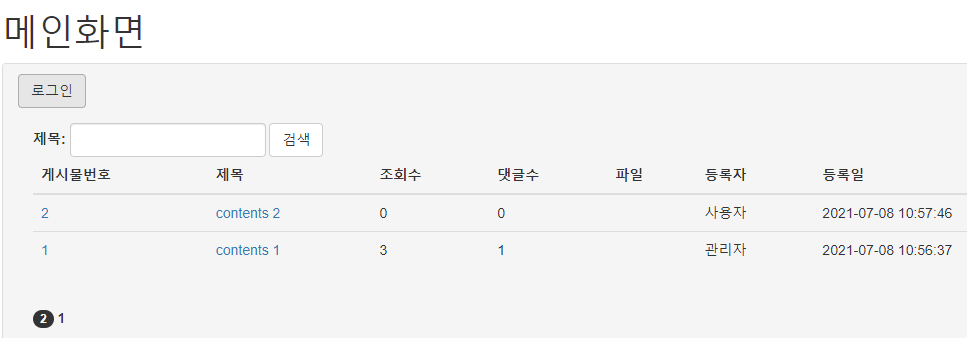 메인화면
로그인
제목: 검색
게시물번호 제목 조회수 댓글수 파일 등록자 등록일
2 contents 2 0 0 사용자 2021-07-08 10:57:46
1 contents 1 3 1 관리자 2021-07-08 10:56:37
2 1